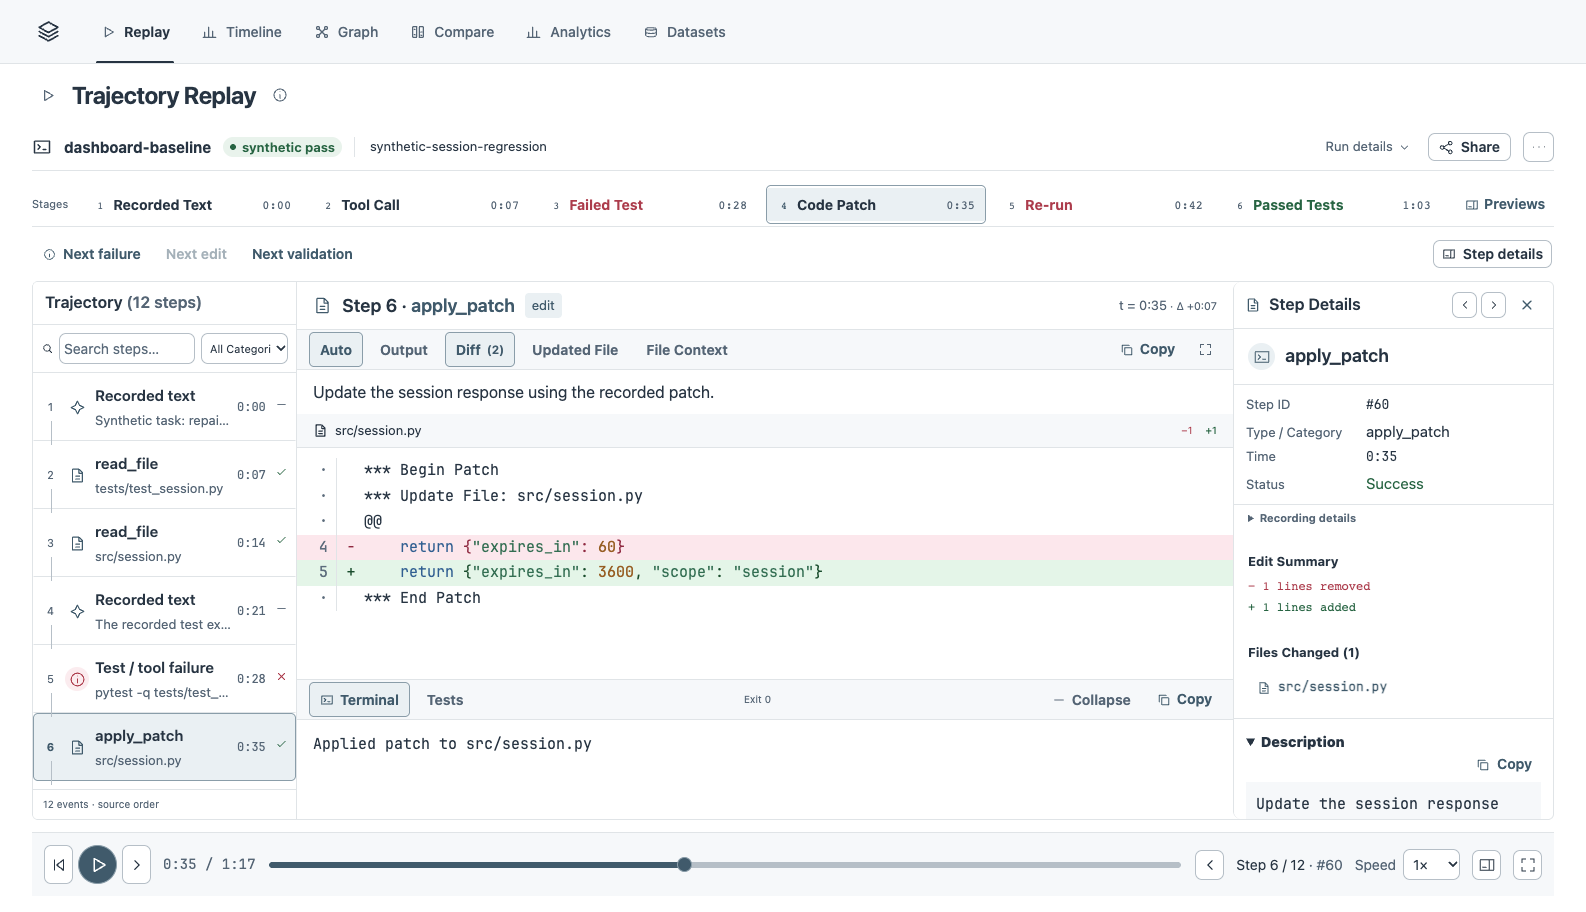 Replay
Timeline
Graph
Compare
Analytics
Datasets
Trajectory Replay
dashboard-baseline
synthetic pass
synthetic-session-regression
Run details
Share
Stages
1 Recorded Text 0:00
2 Tool Call 0:07
3 Failed Test 0:28
4 Code Patch 0:35
5 Re-run 0:42
6 Passed Tests 1:03
Previews
Next failure
Next edit
Next validation
Step details
Trajectory (12 steps)
Search steps...
All Categori
1 Recorded text 0:00 —
Synthetic task: repai...
2 read_file 0:07
tests/test_session.py
3 read_file 0:14
src/session.py
4 Recorded text 0:21 —
The recorded test ex...
5 Test / tool failure 0:28
pytest -q tests/test_...
6 apply_patch 0:35
src/session.py
12 events · source order
Step 6 · apply_patch edit
t = 0:35 · Δ +0:07
Auto
Output
Diff (2)
Updated File
File Context
Copy
Update the session response using the recorded patch.
src/session.py −1 +1
· *** Begin Patch
· *** Update File: src/session.py
· @@
4 - return {"expires_in": 60}
5 + return {"expires_in": 3600, "scope": "session"}
· *** End Patch
Terminal
Tests
Exit 0
— Collapse
Copy
Applied patch to src/session.py
Step Details
apply_patch
Step ID #60
Type / Category apply_patch
Time 0:35
Status Success
Recording details
Edit Summary
− 1 lines removed
+ 1 lines added
Files Changed (1)
src/session.py
Description
Copy
Update the session response
0:35 / 1:17
Step 6 / 12 · #60
Speed
1×